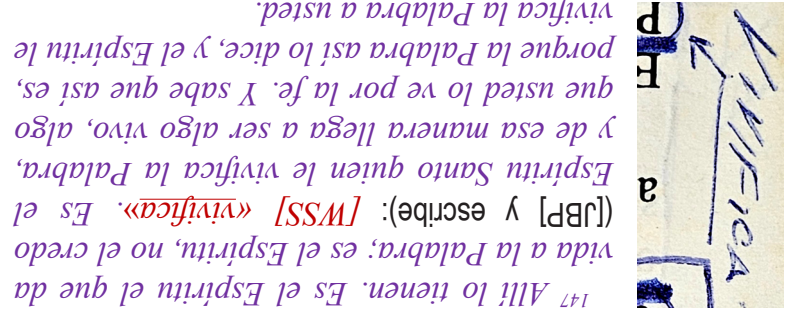 147 Allí lo tienen. Es el Espíritu el que da
vida a la Palabra; es el Espíritu, no el credo
([JBP] y escribe): [WSS] «vivifica». Es el
Espíritu Santo quien le vivifica la Palabra,
y de esa manera llega a ser algo vivo, algo
que usted lo ve por la fe. Y sabe que así es,
porque la Palabra así lo dice, y el Espíritu le
vivifica la Palabra a usted.
VIVIFICA
a
E